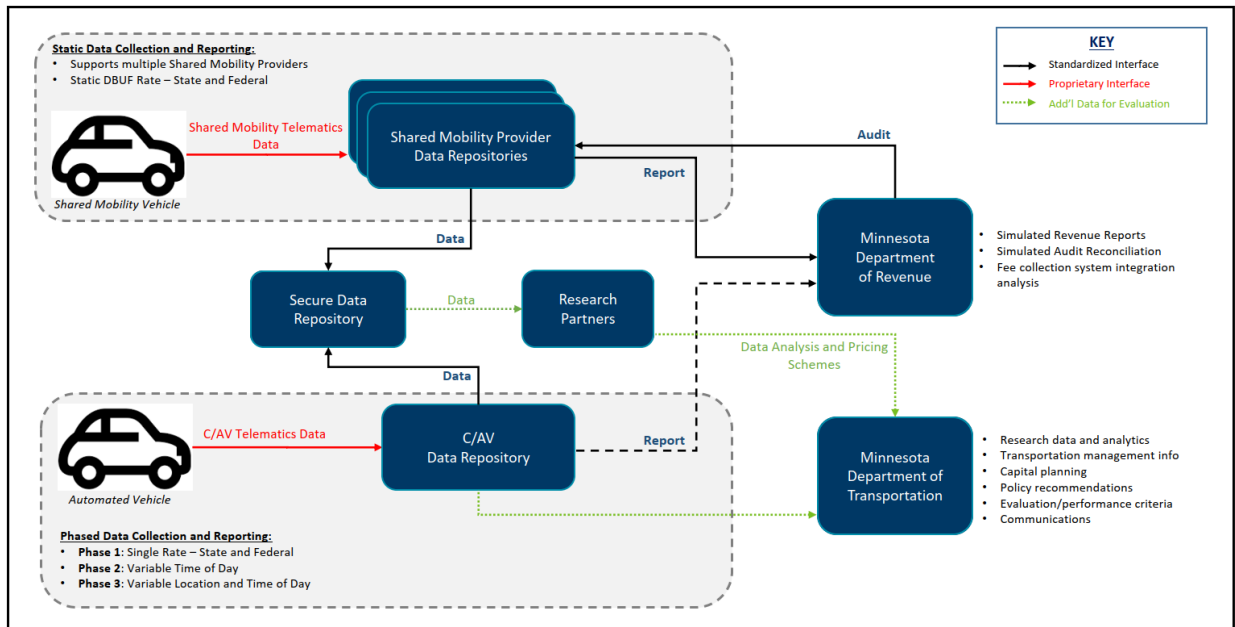 Static Data Collection and Reporting:
• Supports multiple Shared Mobility Providers
• Static DBUF Rate – State and Federal
Shared Mobility Telematics
Data
Shared Mobility Vehicle
Shared Mobility Provider
Data Repositories
KEY
Standardized Interface
Proprietary Interface
Add'l Data for Evaluation
Audit
Report
Data
Minnesota
Department
of Revenue
• Simulated Revenue Reports
• Simulated Audit Reconciliation
• Fee collection system integration
analysis
Secure Data
Repository
Data
Research
Partners
Data Analysis and Pricing
Schemes
Data
C/AV Telematics Data
Automated Vehicle
C/AV
Data Repository
Report
Minnesota
Department of
Transportation
• Research data and analytics
• Transportation management info
• Capital planning
• Policy recommendations
• Evaluation/performance criteria
• Communications
Phased Data Collection and Reporting:
• Phase 1: Single Rate – State and Federal
• Phase 2: Variable Time of Day
• Phase 3: Variable Location and Time of Day